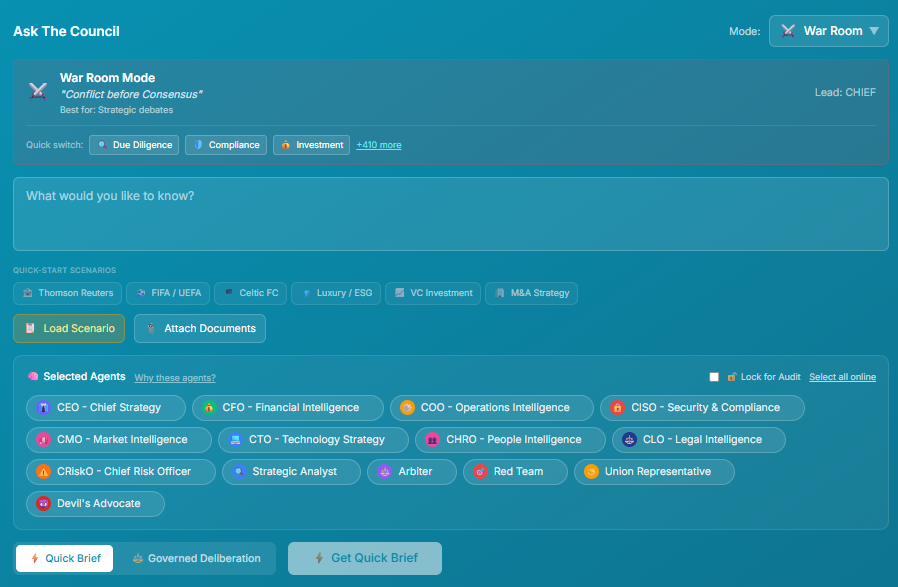 Ask The Council
Mode: War Room
War Room Mode
"Conflict before Consensus"
Best for: Strategic debates
Lead: CHIEF
Quick switch: Due Diligence Compliance Investment +410 more
What would you like to know?
QUICK-START SCENARIOS
Thomson Reuters FIFA / UEFA Celtic FC Luxury / ESG VC Investment M&A Strategy
Load Scenario Attach Documents
Selected Agents Why these agents? Lock for Audit Select all online
CEO - Chief Strategy CFO - Financial Intelligence COO - Operations Intelligence CISO - Security & Compliance
CMO - Market Intelligence CTO - Technology Strategy CHRO - People Intelligence CLO - Legal Intelligence
CRiskO - Chief Risk Officer Strategic Analyst Arbiter Red Team Union Representative
Devil's Advocate
Quick Brief Governed Deliberation Get Quick Brief